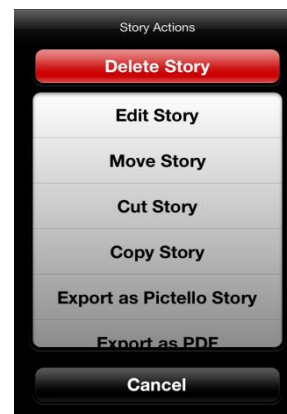 Story Actions
Delete Story
Edit Story
Move Story
Cut Story
Copy Story
Export as Pictello Story
Export as PDF
Cancel